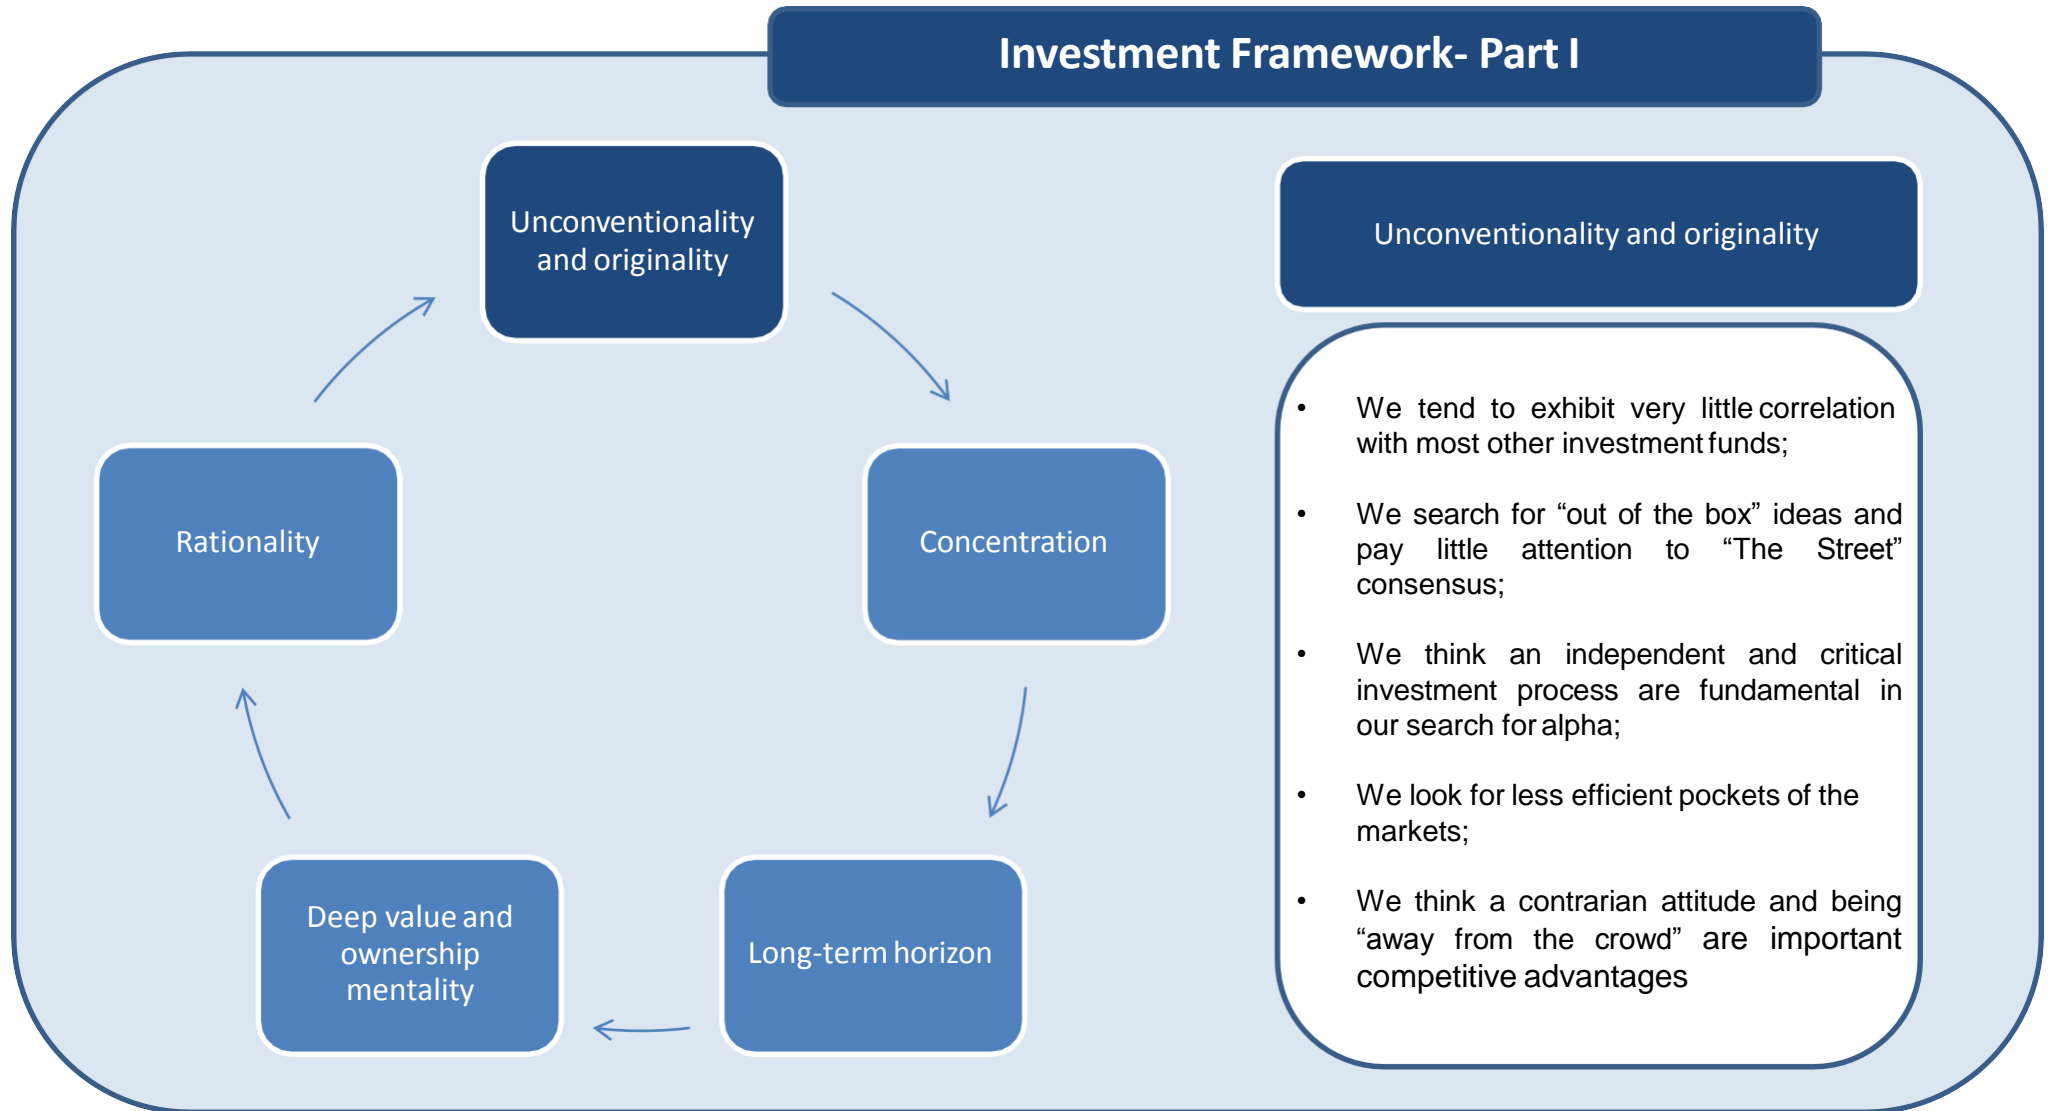 Investment Framework- Part I
Unconventionality
and originality
Concentration
Long-term horizon
Deep value and
ownership
mentality
Rationality
Unconventionality and originality
• We tend to exhibit very little correlation
with most other investment funds;
• We search for “out of the box” ideas and
pay little attention to “The Street”
consensus;
• We think an independent and critical
investment process are fundamental in
our search for alpha;
• We look for less efficient pockets of the
markets;
• We think a contrarian attitude and being
“away from the crowd” are important
competitive advantages